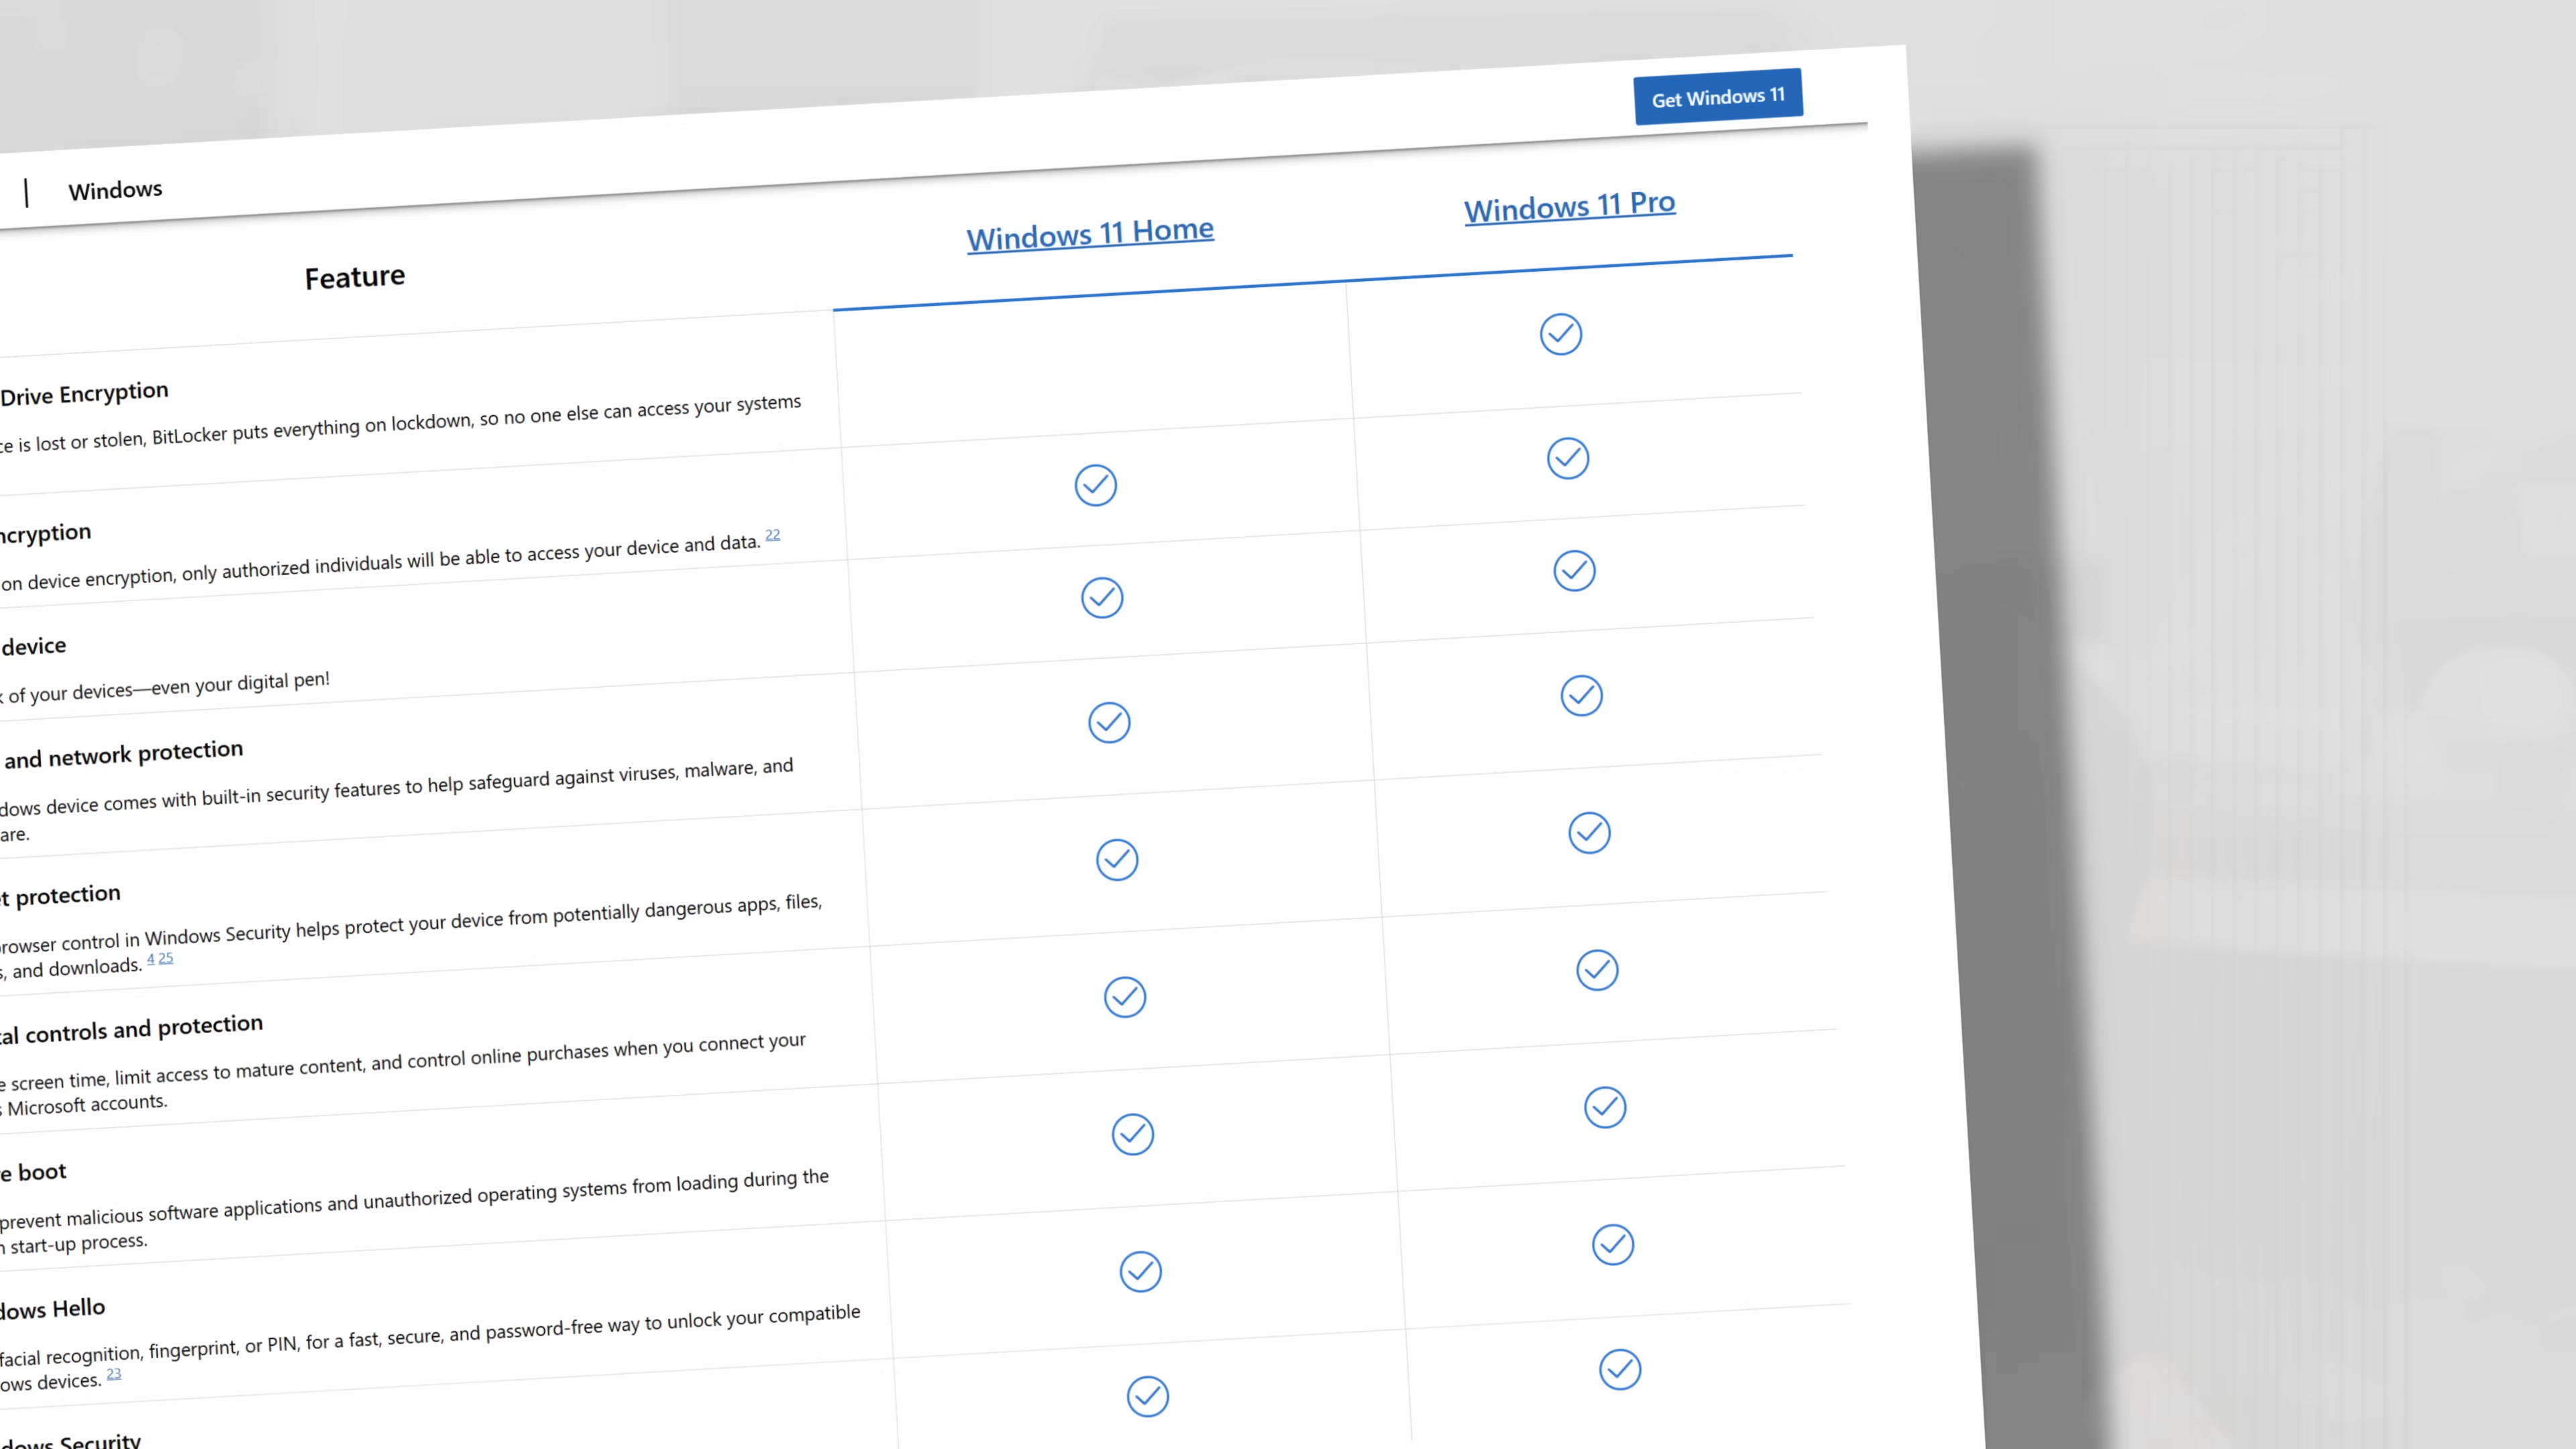 Get Windows 11
| Windows
Feature
Windows 11 Home
Windows 11 Pro
Drive Encryption
is lost or stolen, BitLocker puts everything on lockdown, so no one else can access your systems
on device encryption, only authorized individuals will be able to access your device and data. 22
device
of your devices—even your digital pen!
and network protection
device comes with built-in security features to help safeguard against viruses, malware, and
protection
control in Windows Security helps protect your device from potentially dangerous apps, files,
and downloads. 4 25
controls and protection
screen time, limit access to mature content, and control online purchases when you connect your
Microsoft accounts.
boot
prevent malicious software applications and unauthorized operating systems from loading during the
start-up process.
Hello
facial recognition, fingerprint, or PIN, for a fast, secure, and password-free way to unlock your compatible
devices. 23
Security